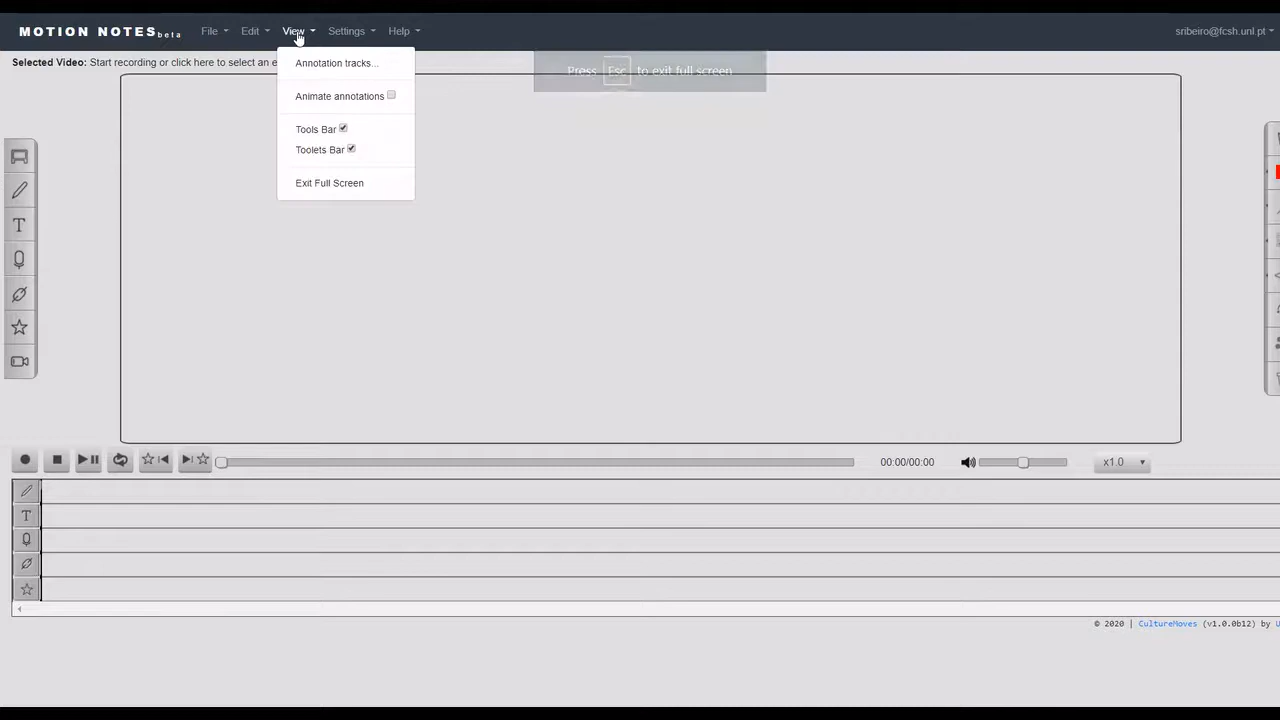 MOTION NOTES beta File Edit View Settings Help sribeiro@fcsh.unl.pt
Selected Video: Start recording or click here to select an e
Press Esc to exit full screen
Annotation tracks...
Animate annotations
Tools Bar
Toolets Bar
Exit Full Screen
T
00:00/00:00 x1.0
T
© 2020 | CultureMoves (v1.0.0b12) by U